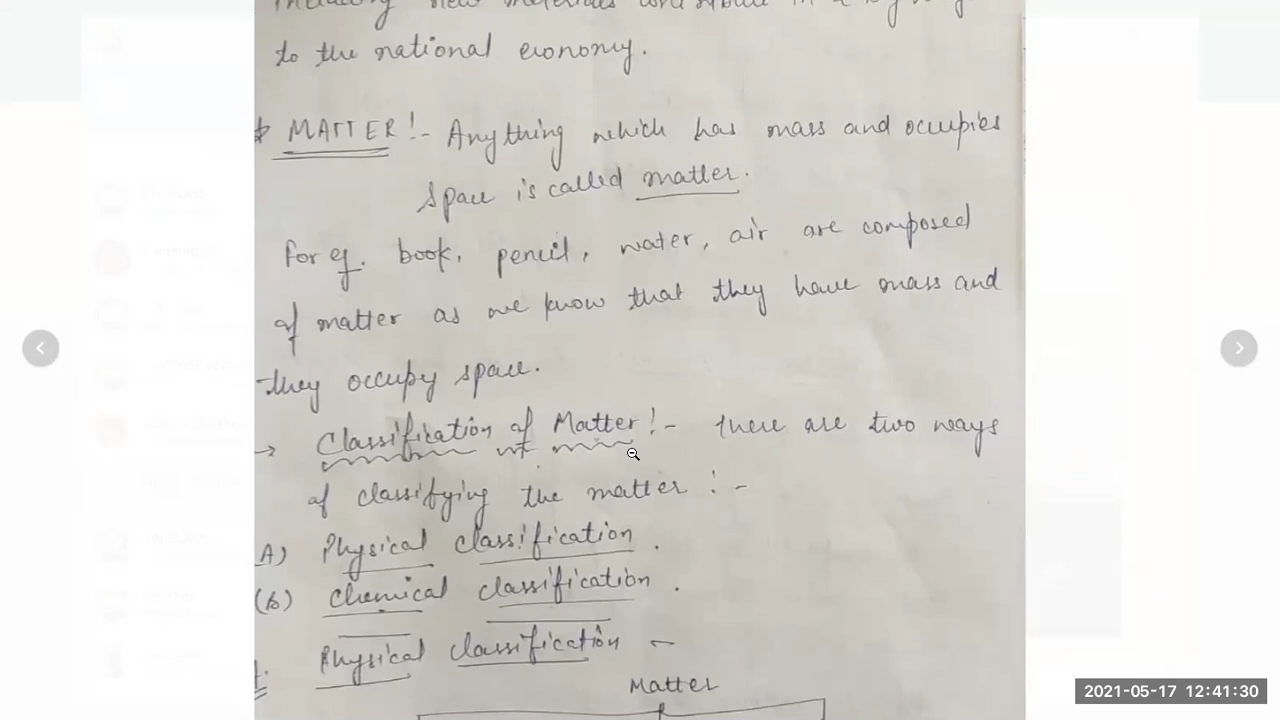 to the national economy.
* MATTER!- Anything which has mass and occupies
space is called matter.
For eg. book, pencil, water, air are composed
of matter as we know that they have mass and
they occupy space.
→ Classification of Matter!- there are two ways
of classifying the matter :-
A) Physical classification.
(B) Chemical classification.
Physical classification -
Matter
2021-05-17 12:41:30